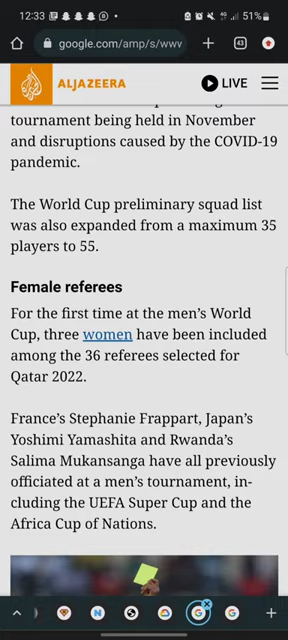 12:33
51%
google.com/amp/s/wwv
43
ALJAZEERA
LIVE
tournament being held in November
and disruptions caused by the COVID-19
pandemic.
The World Cup preliminary squad list
was also expanded from a maximum 35
players to 55.
Female referees
For the first time at the men’s World
Cup, three women have been included
among the 36 referees selected for
Qatar 2022.
France’s Stephanie Frappart, Japan’s
Yoshimi Yamashita and Rwanda’s
Salima Mukansanga have all previously
officiated at a men’s tournament, in-
cluding the UEFA Super Cup and the
Africa Cup of Nations.